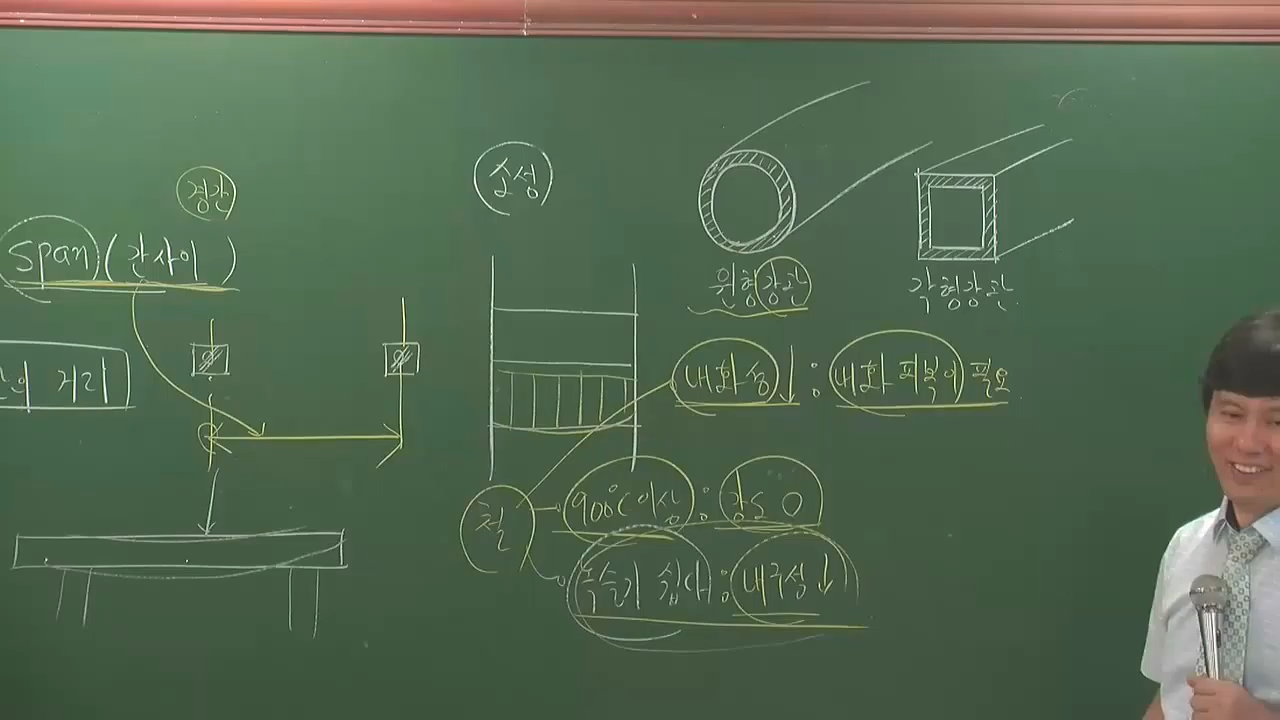 경간
Span (간사이)
의 거리
소성
원형강관
각형강관
내화성↓ : 내화 피복이 필요
철
900℃이상 : 강도 0
녹슬기 쉽다 : 내구성↓